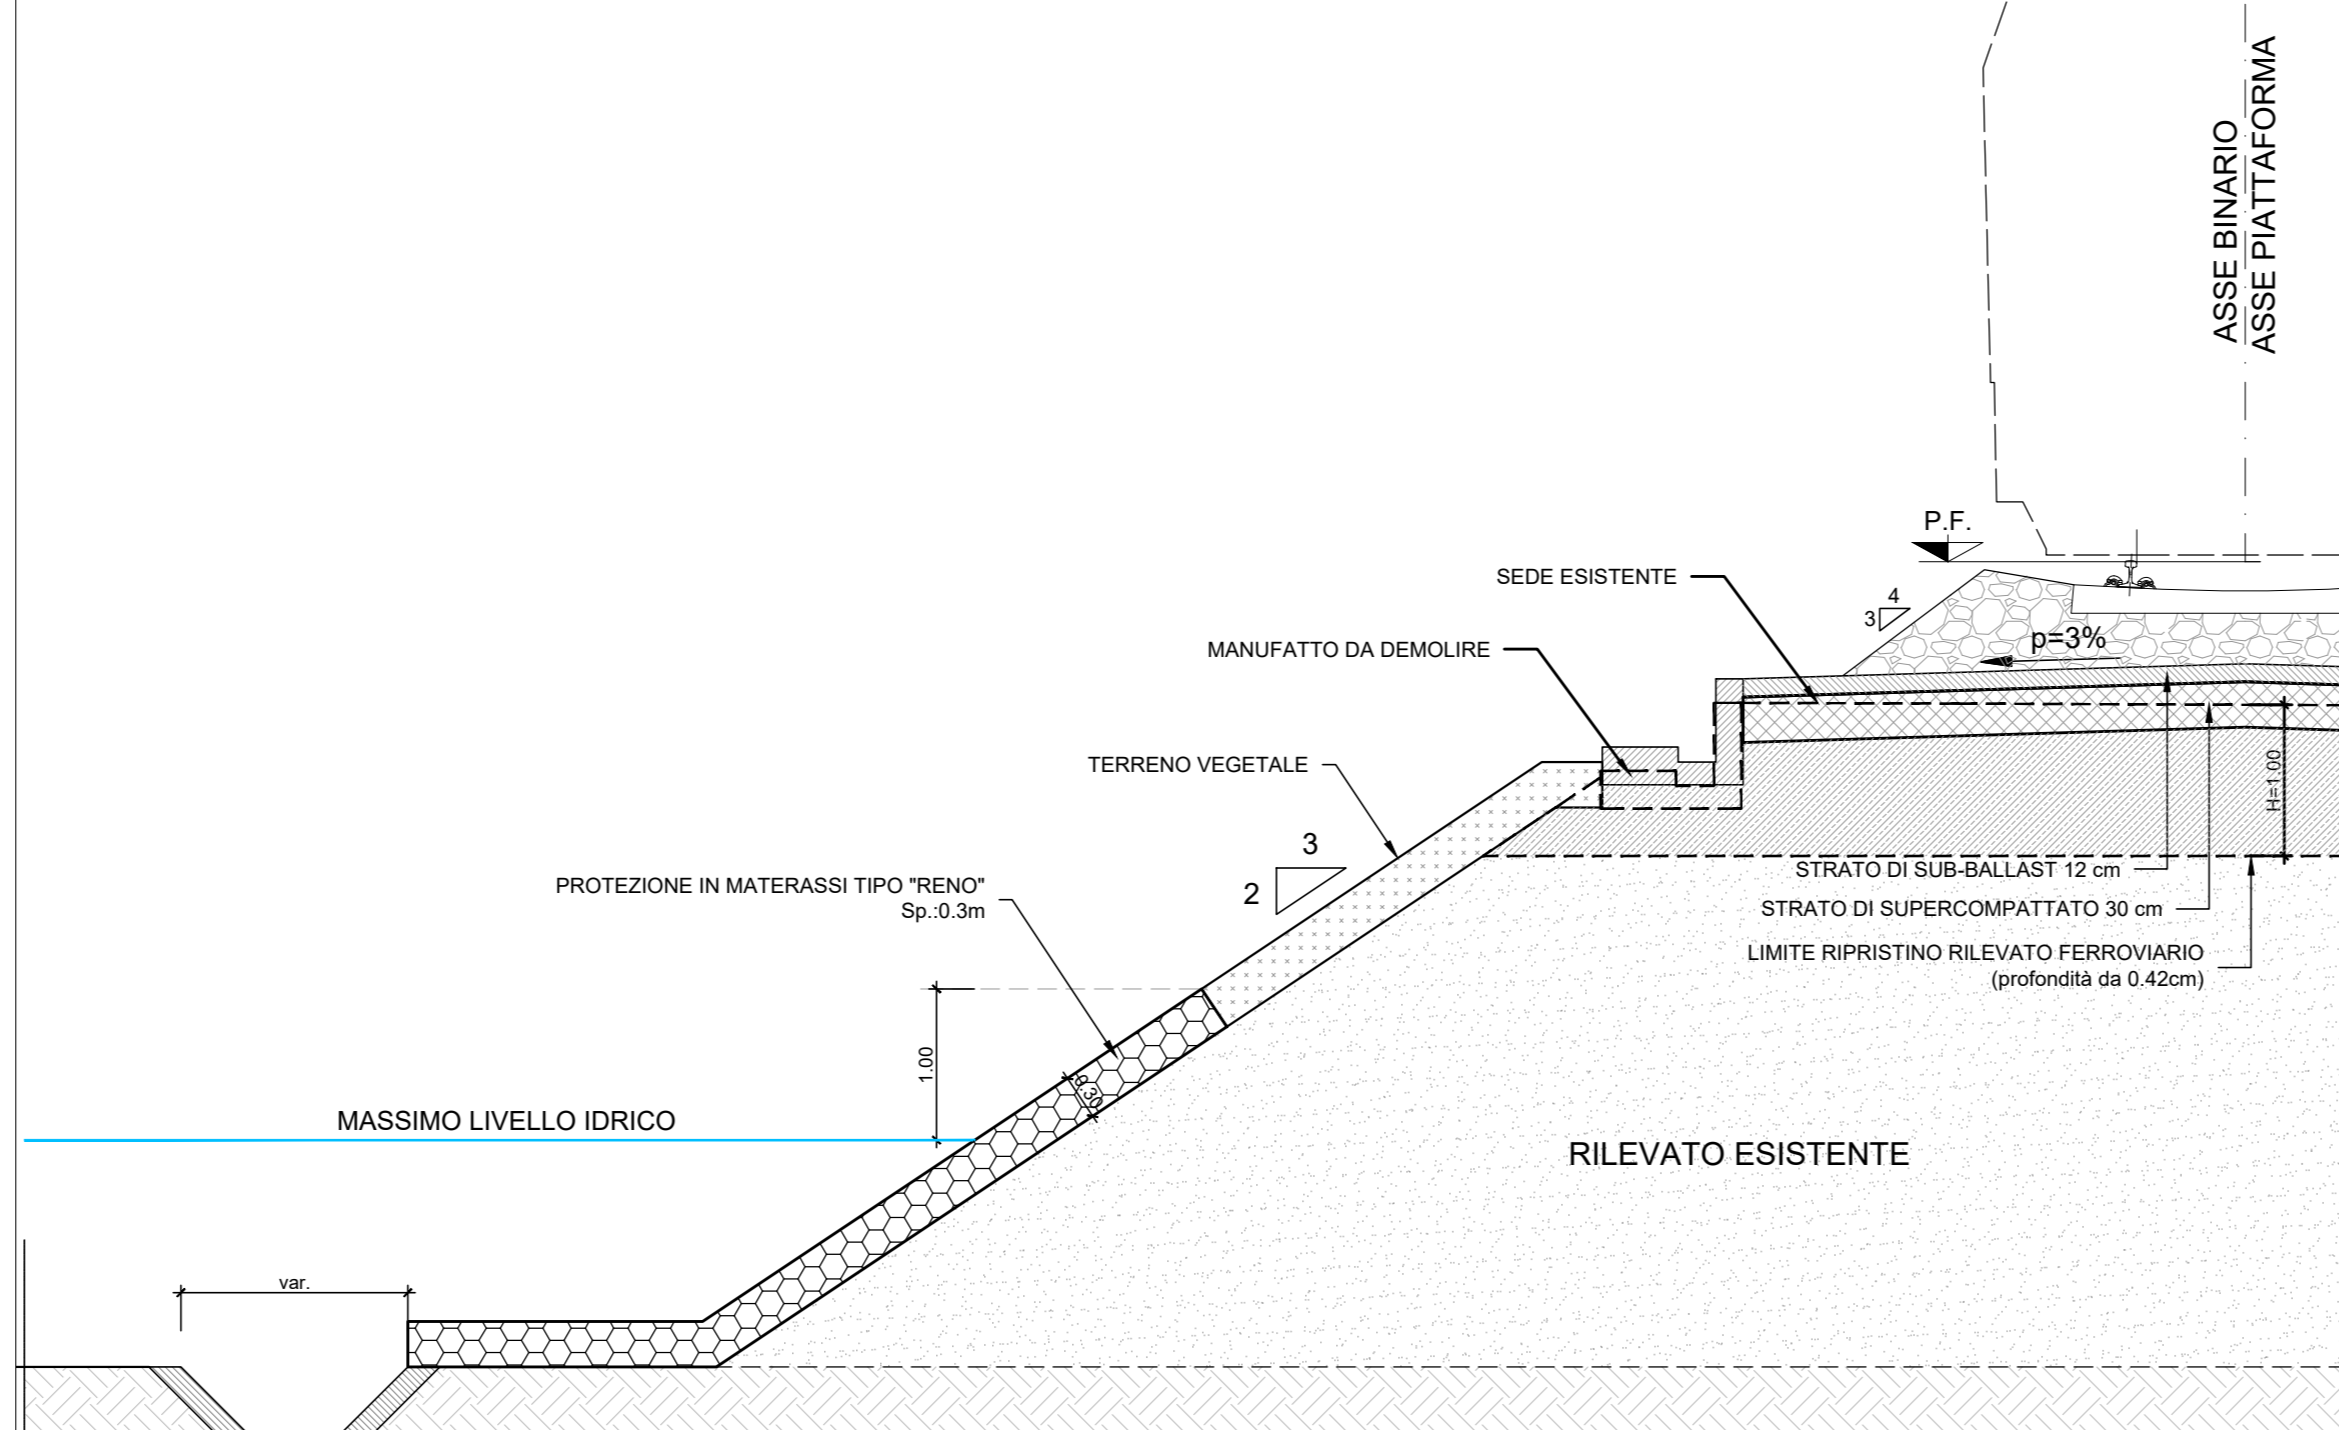 ASSE BINARIO
ASSE PIATTAFORMA
P.F.
SEDE ESISTENTE
4
3
MANUFATTO DA DEMOLIRE
p=3%
TERRENO VEGETALE
H=1.00
3
2
STRATO DI SUB-BALLAST 12 cm
PROTEZIONE IN MATERASSI TIPO "RENO"
Sp.:0.3m
STRATO DI SUPERCOMPATTATO 30 cm
LIMITE RIPRISTINO RILEVATO FERROVIARIO
(profondità da 0.42cm)
1.00
0.30
MASSIMO LIVELLO IDRICO
RILEVATO ESISTENTE
var.